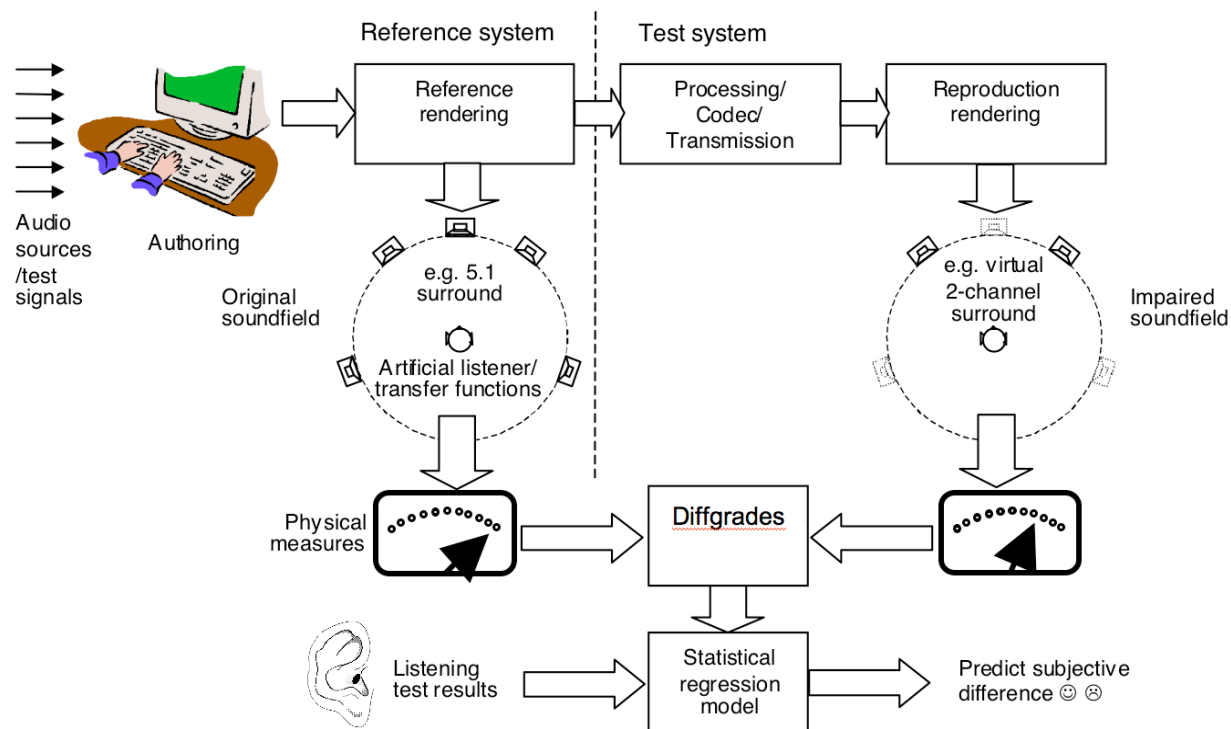 Reference system
Test system
Reference
rendering
Processing/
Codec/
Transmission
Reproduction
rendering
Audio
sources
/test
signals
Authoring
Original
soundfield
e.g. 5.1
surround
Artificial listener/
transfer functions
e.g. virtual
2-channel
surround
Impaired
soundfield
Physical
measures
Diffgrades
Listening
test results
Statistical
regression
model
Predict subjective
difference ☺ ☹